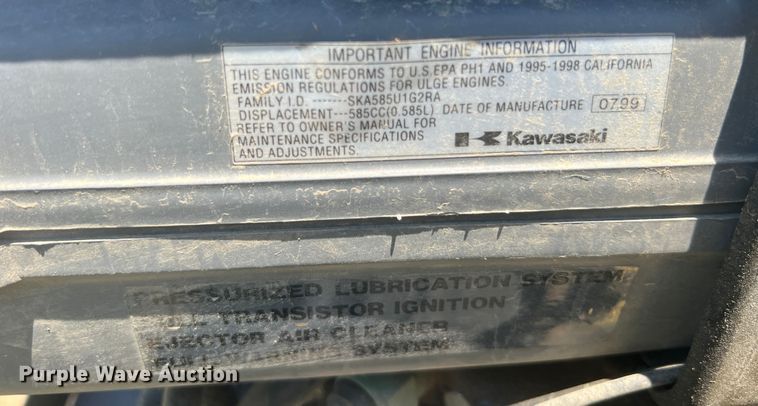 IMPORTANT ENGINE INFORMATION
THIS ENGINE CONFORMS TO U.S.EPA PH1 AND 1995-1998 CALIFORNIA
EMISSION REGULATIONS FOR ULGE ENGINES.
FAMILY I.D. -------SKA585U1G2RA
DISPLACEMENT---585CC(0.585L) DATE OF MANUFACTURE 0799
REFER TO OWNER'S MANUAL FOR
MAINTENANCE SPECIFICATIONS
AND ADJUSTMENTS.
Kawasaki
PRESSURIZED LUBRICATION SYSTEM
FULL TRANSISTOR IGNITION
EJECTOR AIR CLEANER
SYSTEM
Purple Wave Auction